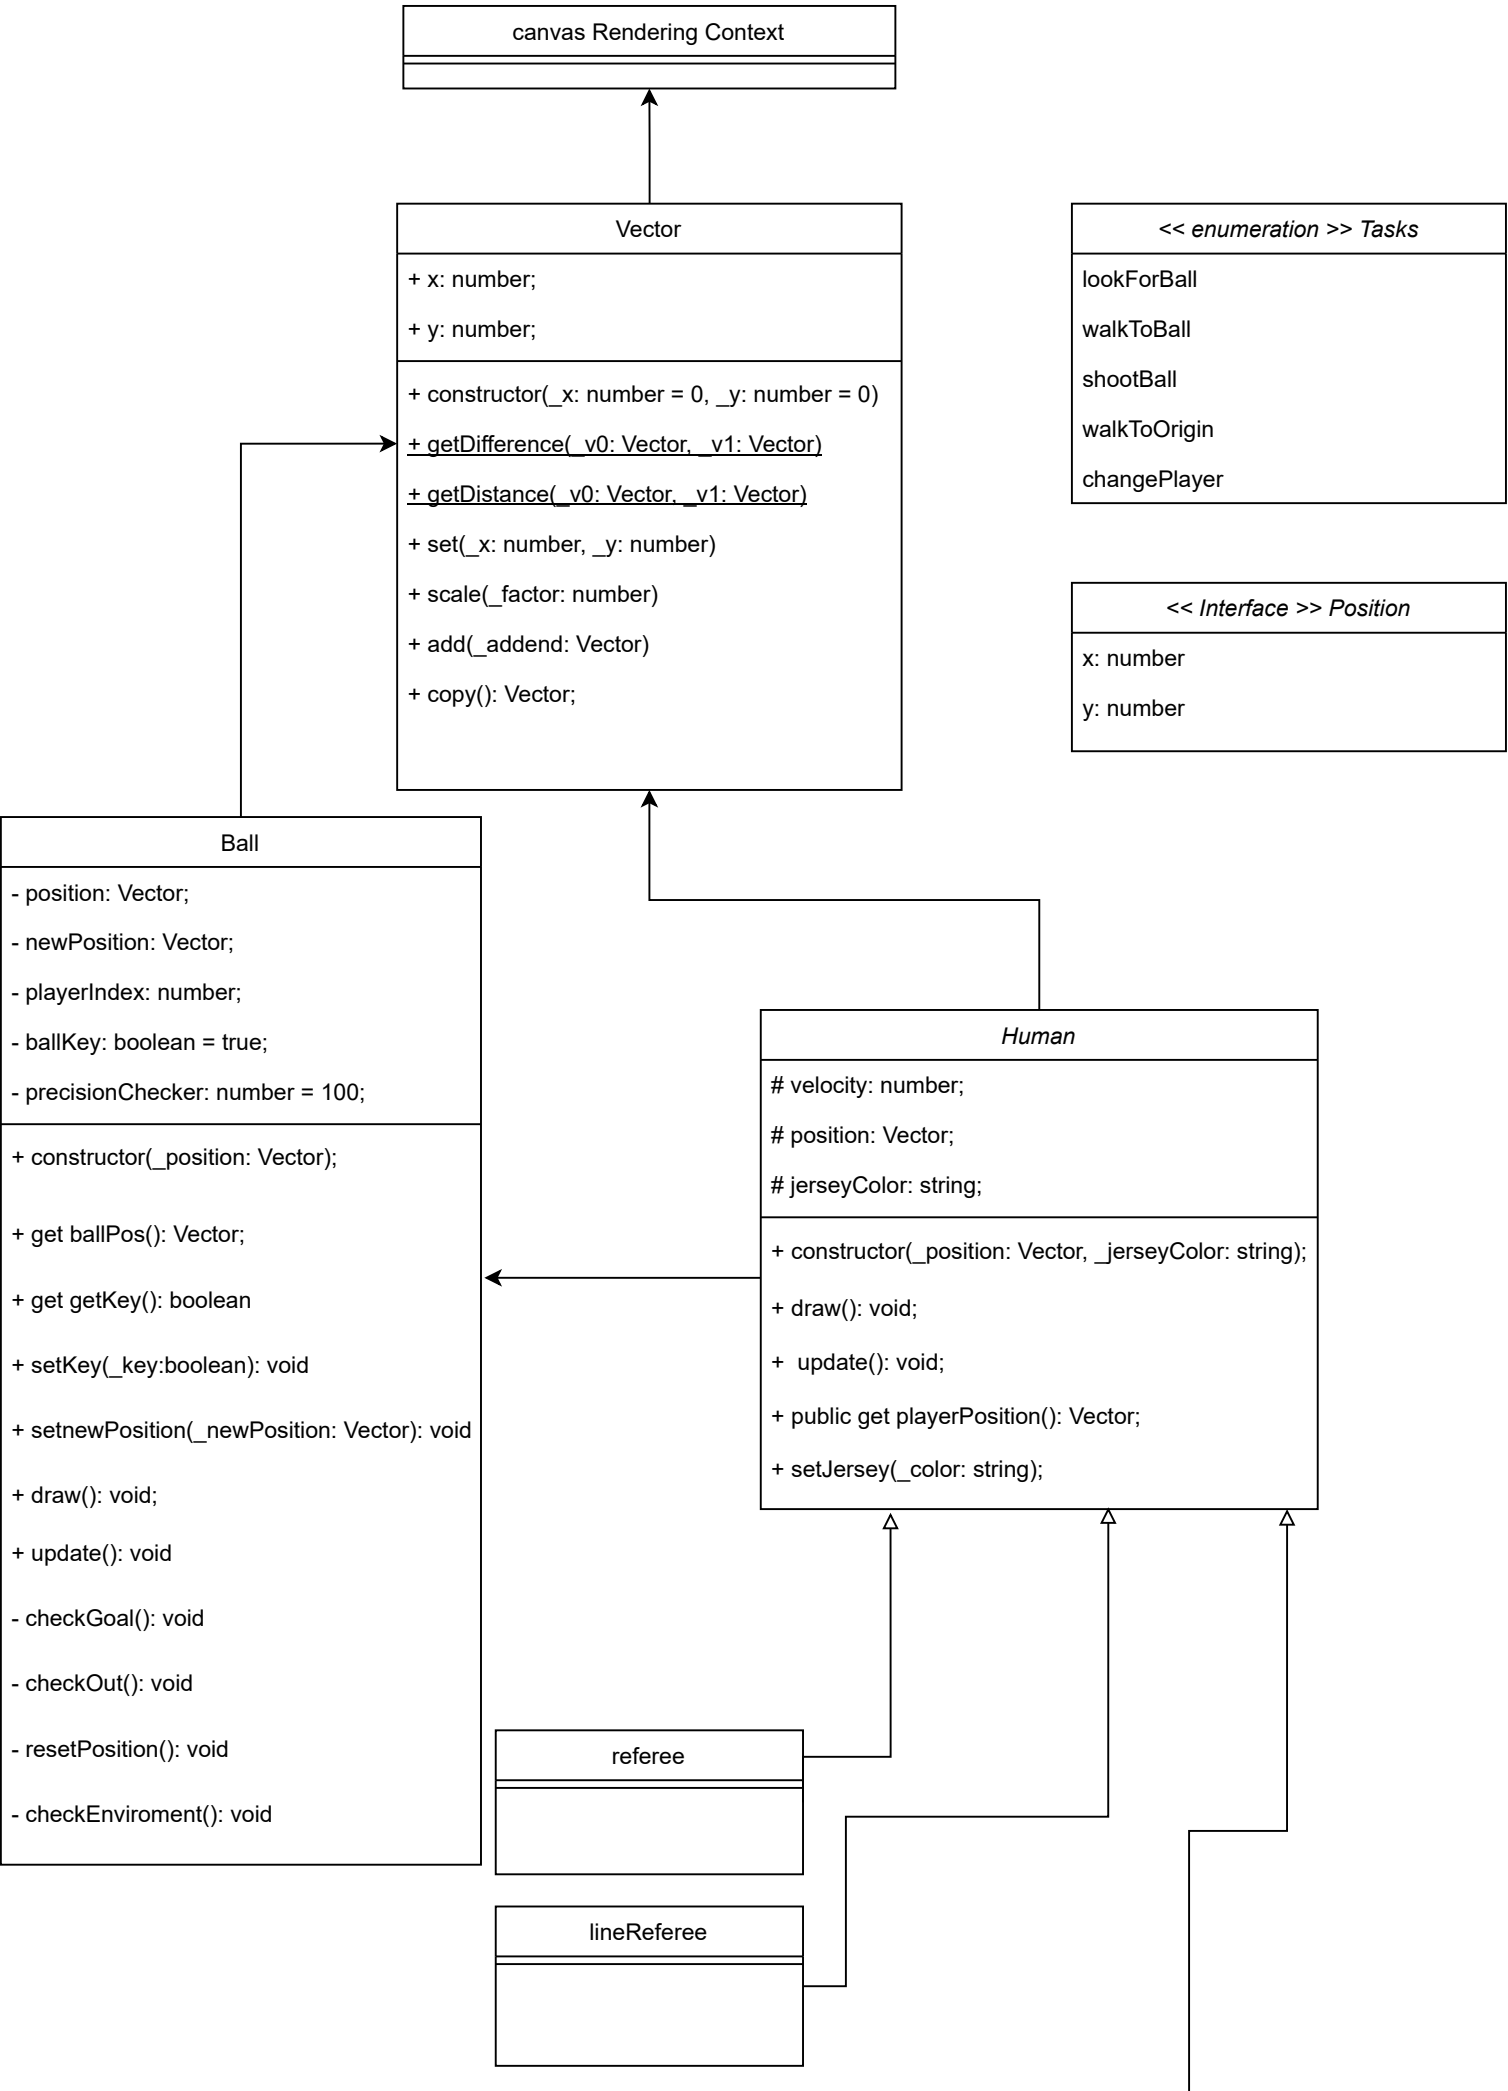 canvas Rendering Context
Vector
+ x: number;
+ y: number;
+ constructor(_x: number = 0, _y: number = 0)
+ getDifference(_v0: Vector, _v1: Vector)
+ getDistance(_v0: Vector, _v1: Vector)
+ set(_x: number, _y: number)
+ scale(_factor: number)
+ add(_addend: Vector)
+ copy(): Vector;
<< enumeration >> Tasks
lookForBall
walkToBall
shootBall
walkToOrigin
changePlayer
<< Interface >> Position
x: number
y: number
Ball
- position: Vector;
- newPosition: Vector;
- playerIndex: number;
- ballKey: boolean = true;
- precisionChecker: number = 100;
+ constructor(_position: Vector);
+ get ballPos(): Vector;
+ get getKey(): boolean
+ setKey(_key:boolean): void
+ setnewPosition(_newPosition: Vector): void
+ draw(): void;
+ update(): void
- checkGoal(): void
- checkOut(): void
- resetPosition(): void
- checkEnviroment(): void
Human
# velocity: number;
# position: Vector;
# jerseyColor: string;
+ constructor(_position: Vector, _jerseyColor: string);
+ draw(): void;
+  update(): void;
+ public get playerPosition(): Vector;
+ setJersey(_color: string);
referee
lineReferee